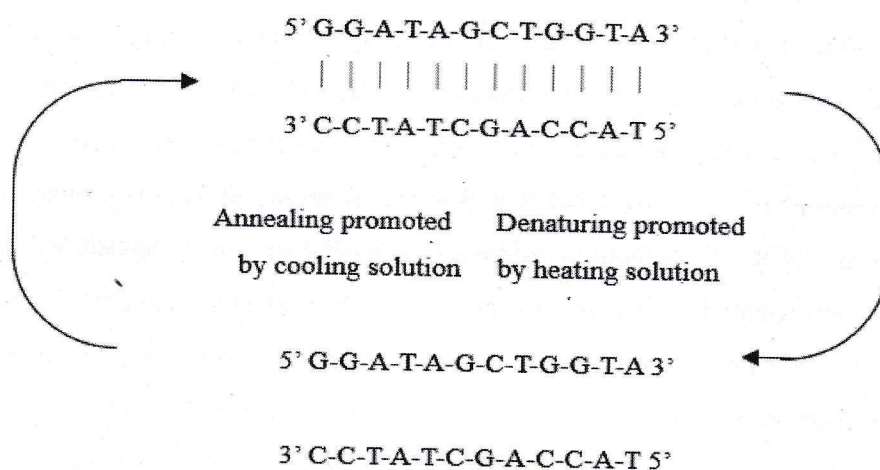 5’ G-G-A-T-A-G-C-T-G-G-T-A 3’
3’ C-C-T-A-T-C-G-A-C-C-A-T 5’
Annealing promoted Denaturing promoted
by cooling solution by heating solution
5’ G-G-A-T-A-G-C-T-G-G-T-A 3’
3’ C-C-T-A-T-C-G-A-C-C-A-T 5’